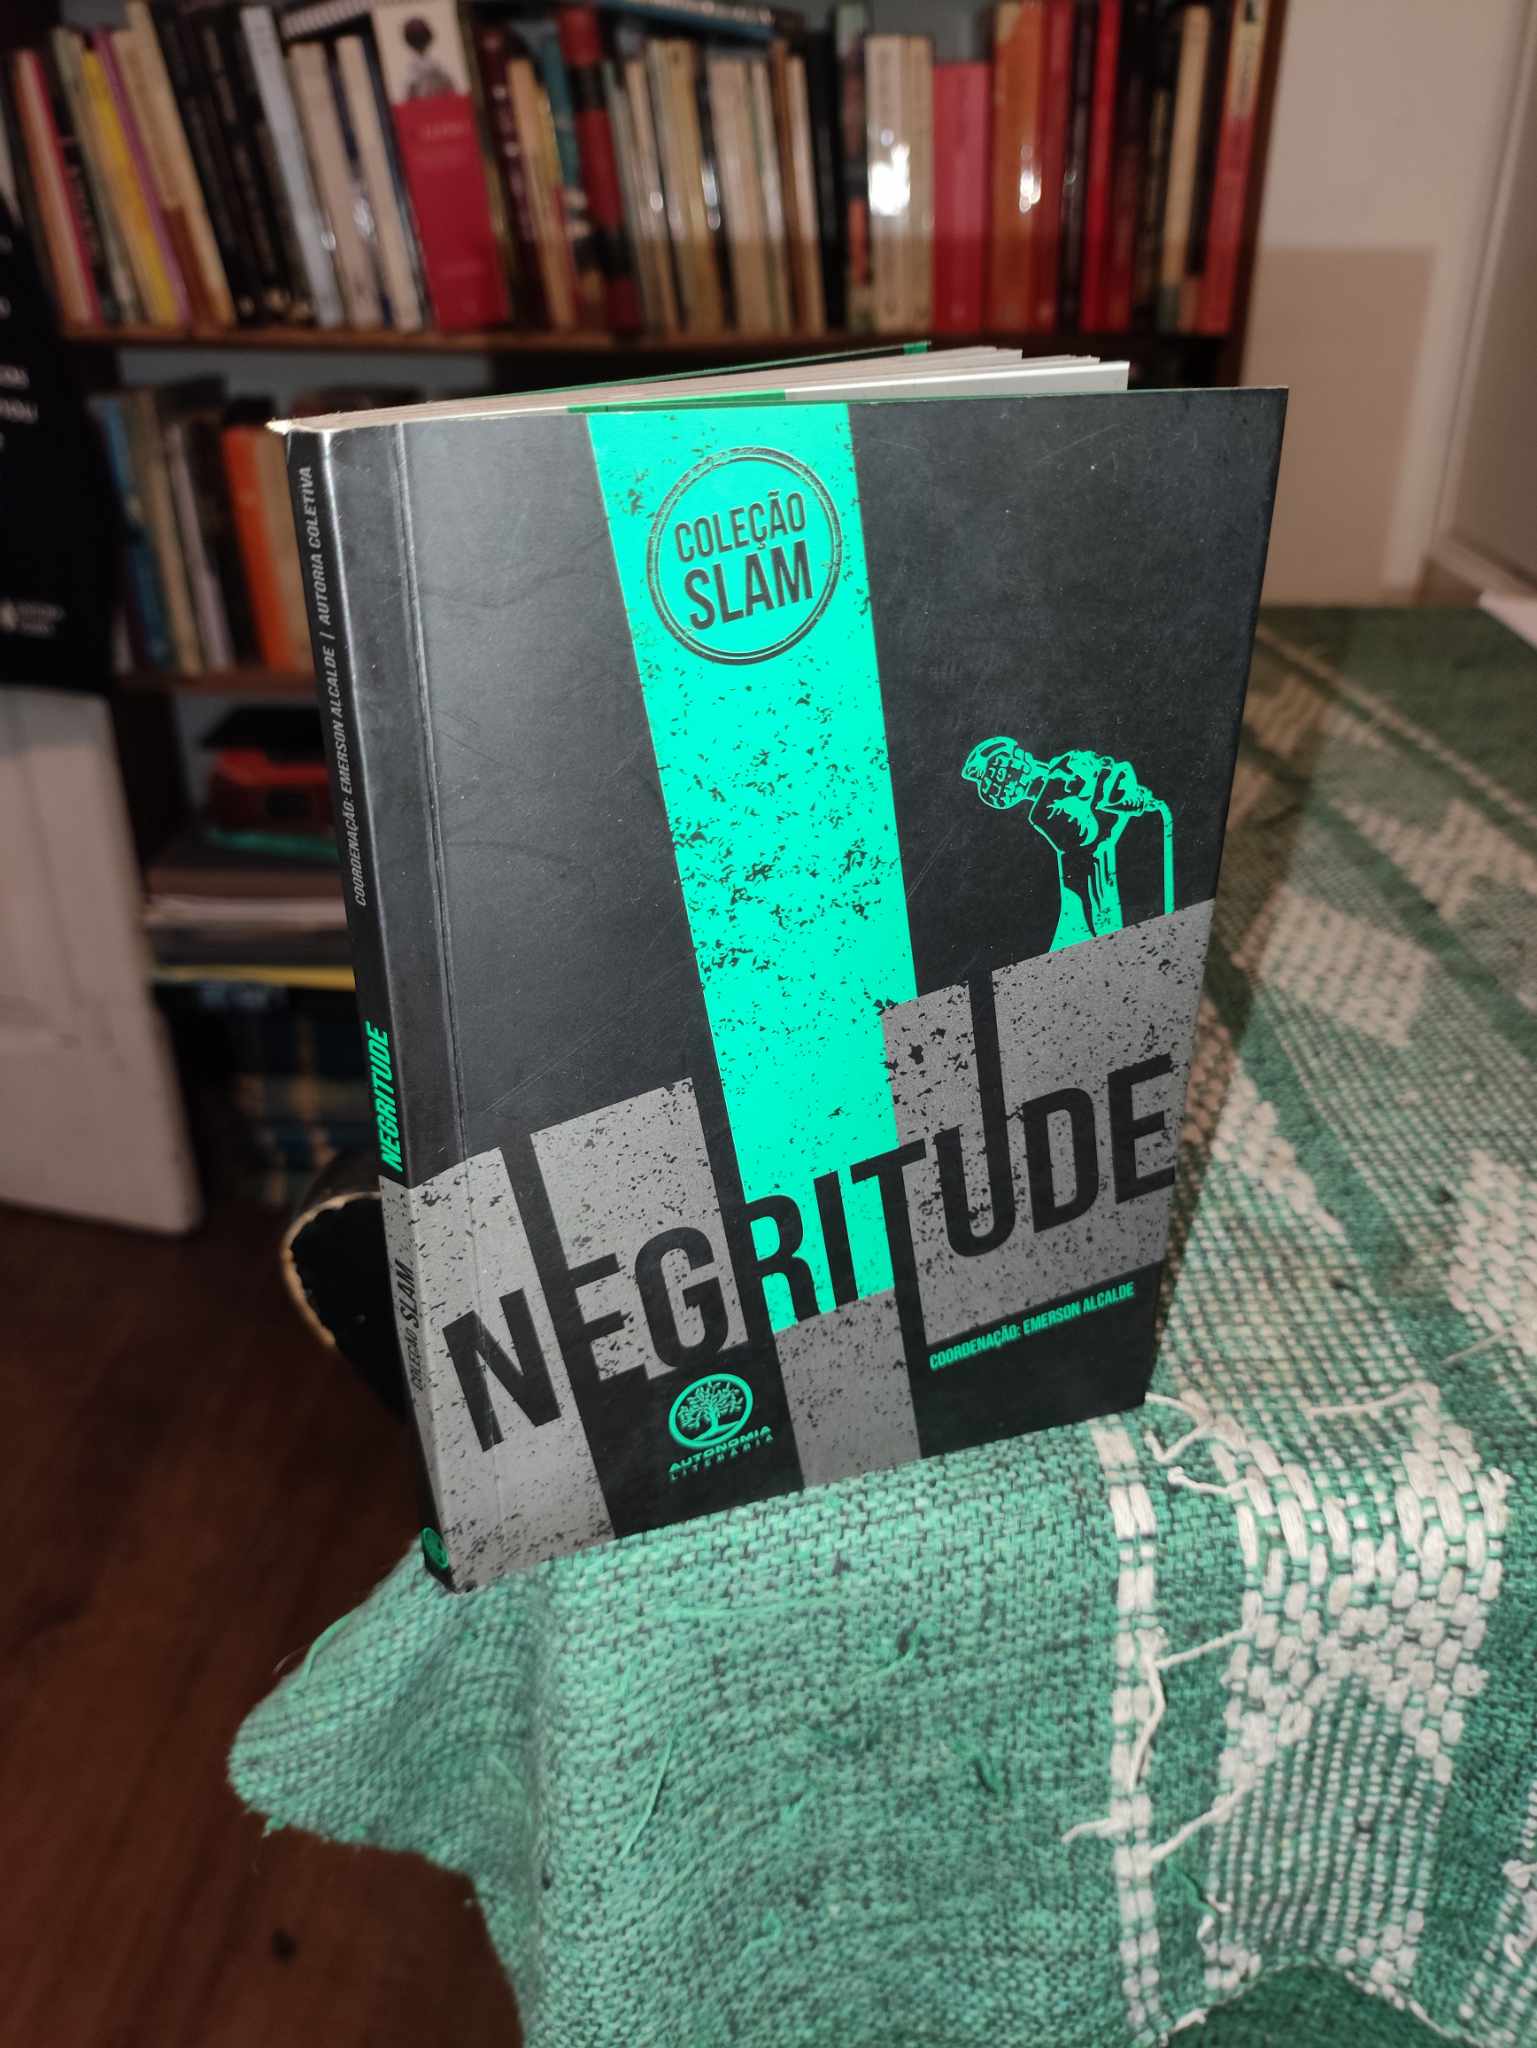 COLEÇÃO
SLAM
NEGRITUDE
COORDENAÇÃO: EMERSON ALCALDE
AUTONOMIA
LITERÁRIA
COORDENAÇÃO: EMERSON ALCALDE | AUTORIA COLETIVA
NEGRITUDE
COLEÇÃO SLAM